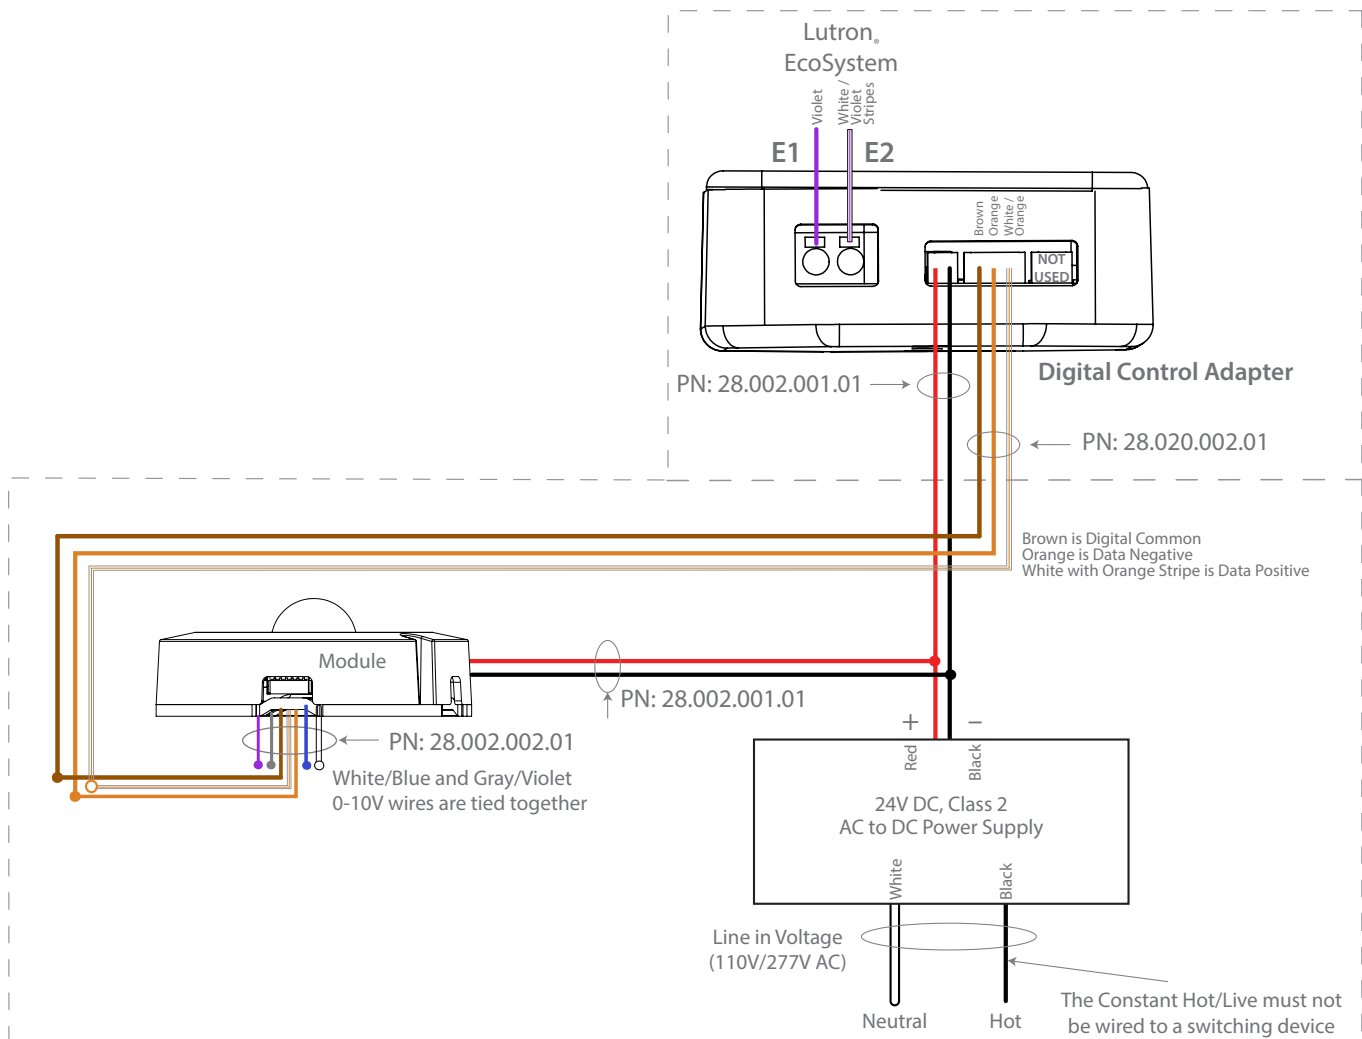 Lutron®
EcoSystem
Violet
White /
Violet
Stripes
E1
E2
Brown
Orange
White /
Orange
NOT
USED
Digital Control Adapter
PN: 28.002.001.01
PN: 28.020.002.01
Brown is Digital Common
Orange is Data Negative
White with Orange Stripe is Data Positive
Module
PN: 28.002.001.01
PN: 28.002.002.01
White/Blue and Gray/Violet
0-10V wires are tied together
+
–
Red
Black
24V DC, Class 2
AC to DC Power Supply
White
Black
Line in Voltage
(110V/277V AC)
Neutral
Hot
The Constant Hot/Live must not
be wired to a switching device